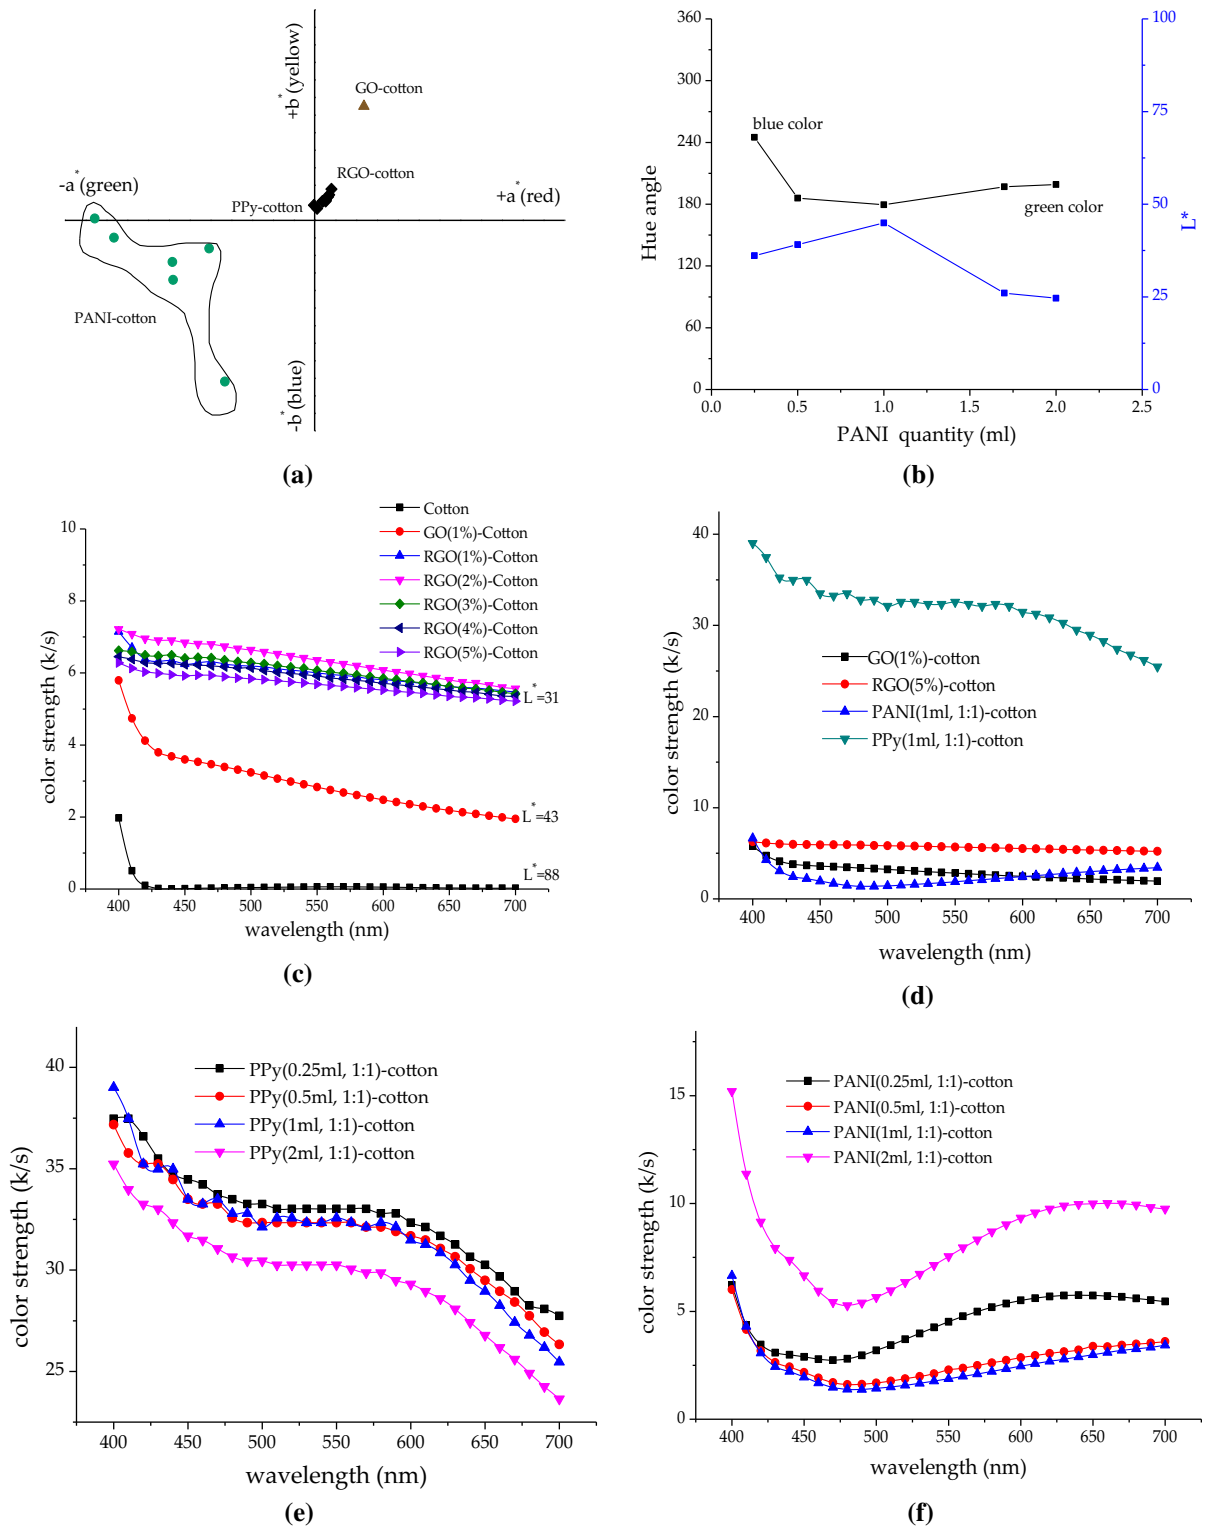 +b* (yellow)
GO-cotton
RGO-cotton
-a* (green)
+a* (red)
PPy-cotton
PANI-cotton
-b* (blue)
(a)
360
300
240
180
120
60
0
Hue angle
100
75
50
25
0
L*
blue color
green color
0.0 0.5 1.0 1.5 2.0 2.5
PANI quantity (ml)
(b)
Cotton
GO(1%)-Cotton
RGO(1%)-Cotton
RGO(2%)-Cotton
RGO(3%)-Cotton
RGO(4%)-Cotton
RGO(5%)-Cotton
10
8
6
4
2
0
color strength (k/s)
L*=31
L*=43
L*=88
400 450 500 550 600 650 700
wavelength (nm)
(c)
40
30
20
10
0
color strength (k/s)
GO(1%)-cotton
RGO(5%)-cotton
PANI(1ml, 1:1)-cotton
PPy(1ml, 1:1)-cotton
400 450 500 550 600 650 700
wavelength (nm)
(d)
40
35
30
25
color strength (k/s)
PPy(0.25ml, 1:1)-cotton
PPy(0.5ml, 1:1)-cotton
PPy(1ml, 1:1)-cotton
PPy(2ml, 1:1)-cotton
400 450 500 550 600 650 700
wavelength (nm)
(e)
15
10
5
0
color strength (k/s)
PANI(0.25ml, 1:1)-cotton
PANI(0.5ml, 1:1)-cotton
PANI(1ml, 1:1)-cotton
PANI(2ml, 1:1)-cotton
400 450 500 550 600 650 700
wavelength (nm)
(f)